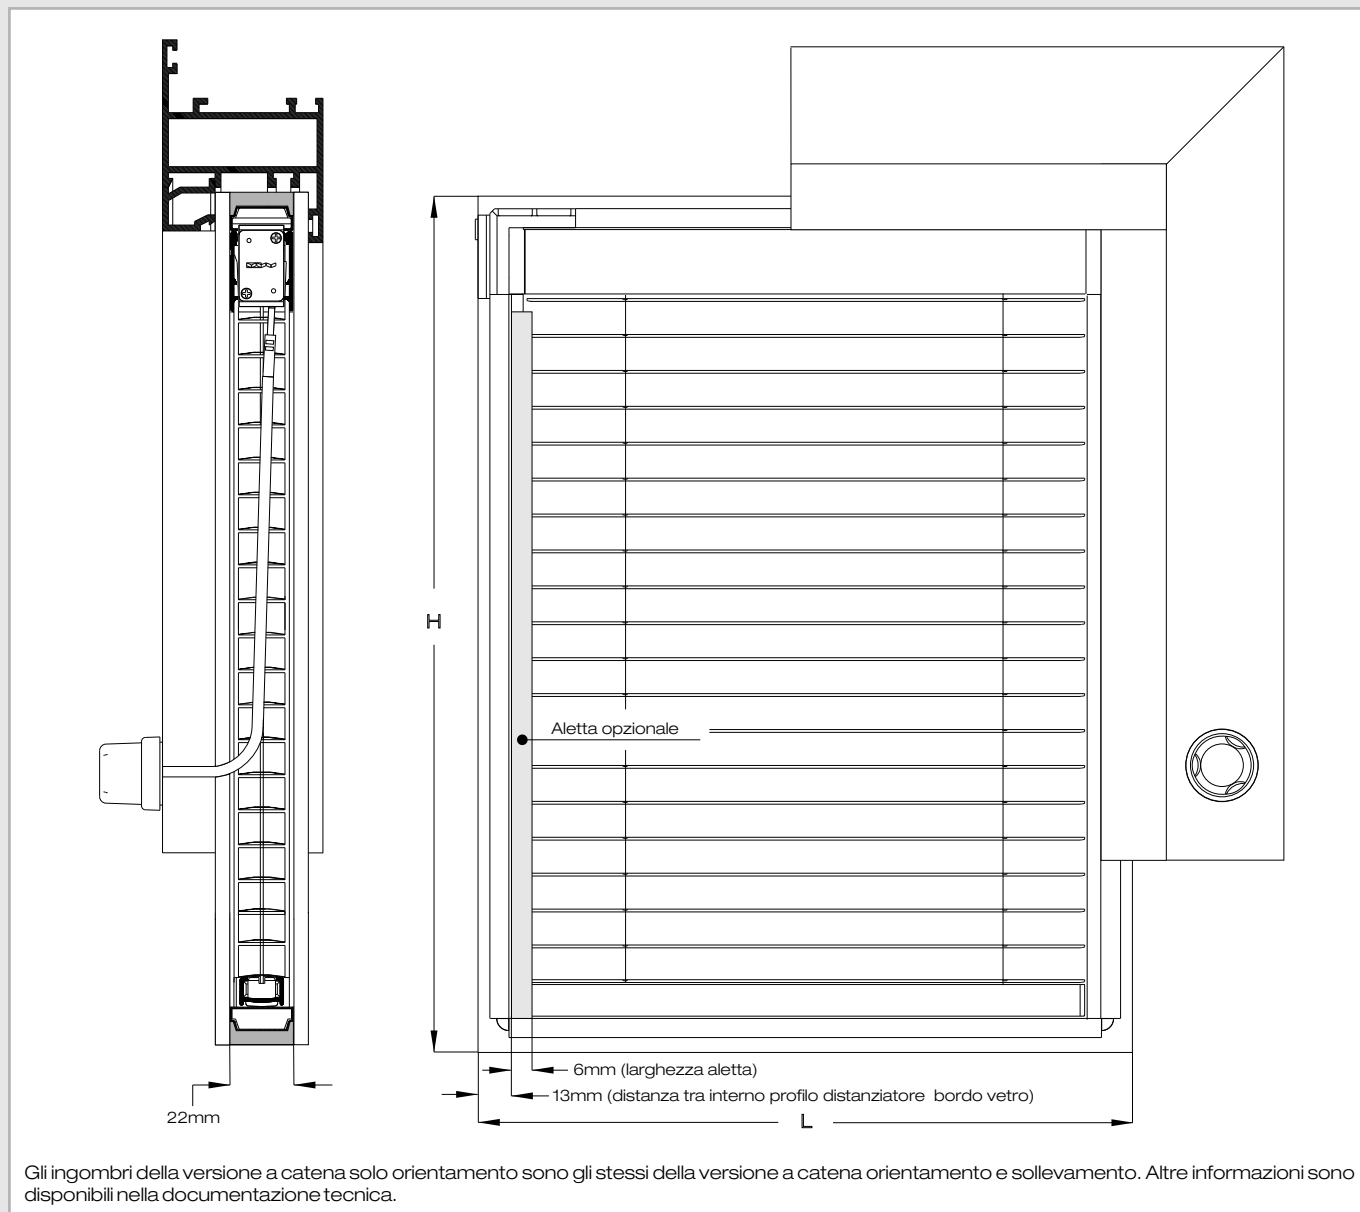 H
Aletta opzionale
6mm (larghezza aletta)
13mm (distanza tra interno profilo distanziatore bordo vetro)
22mm
L
Gli ingombri della versione a catena solo orientamento sono gli stessi della versione a catena orientamento e sollevamento. Altre informazioni sono
disponibili nella documentazione tecnica.